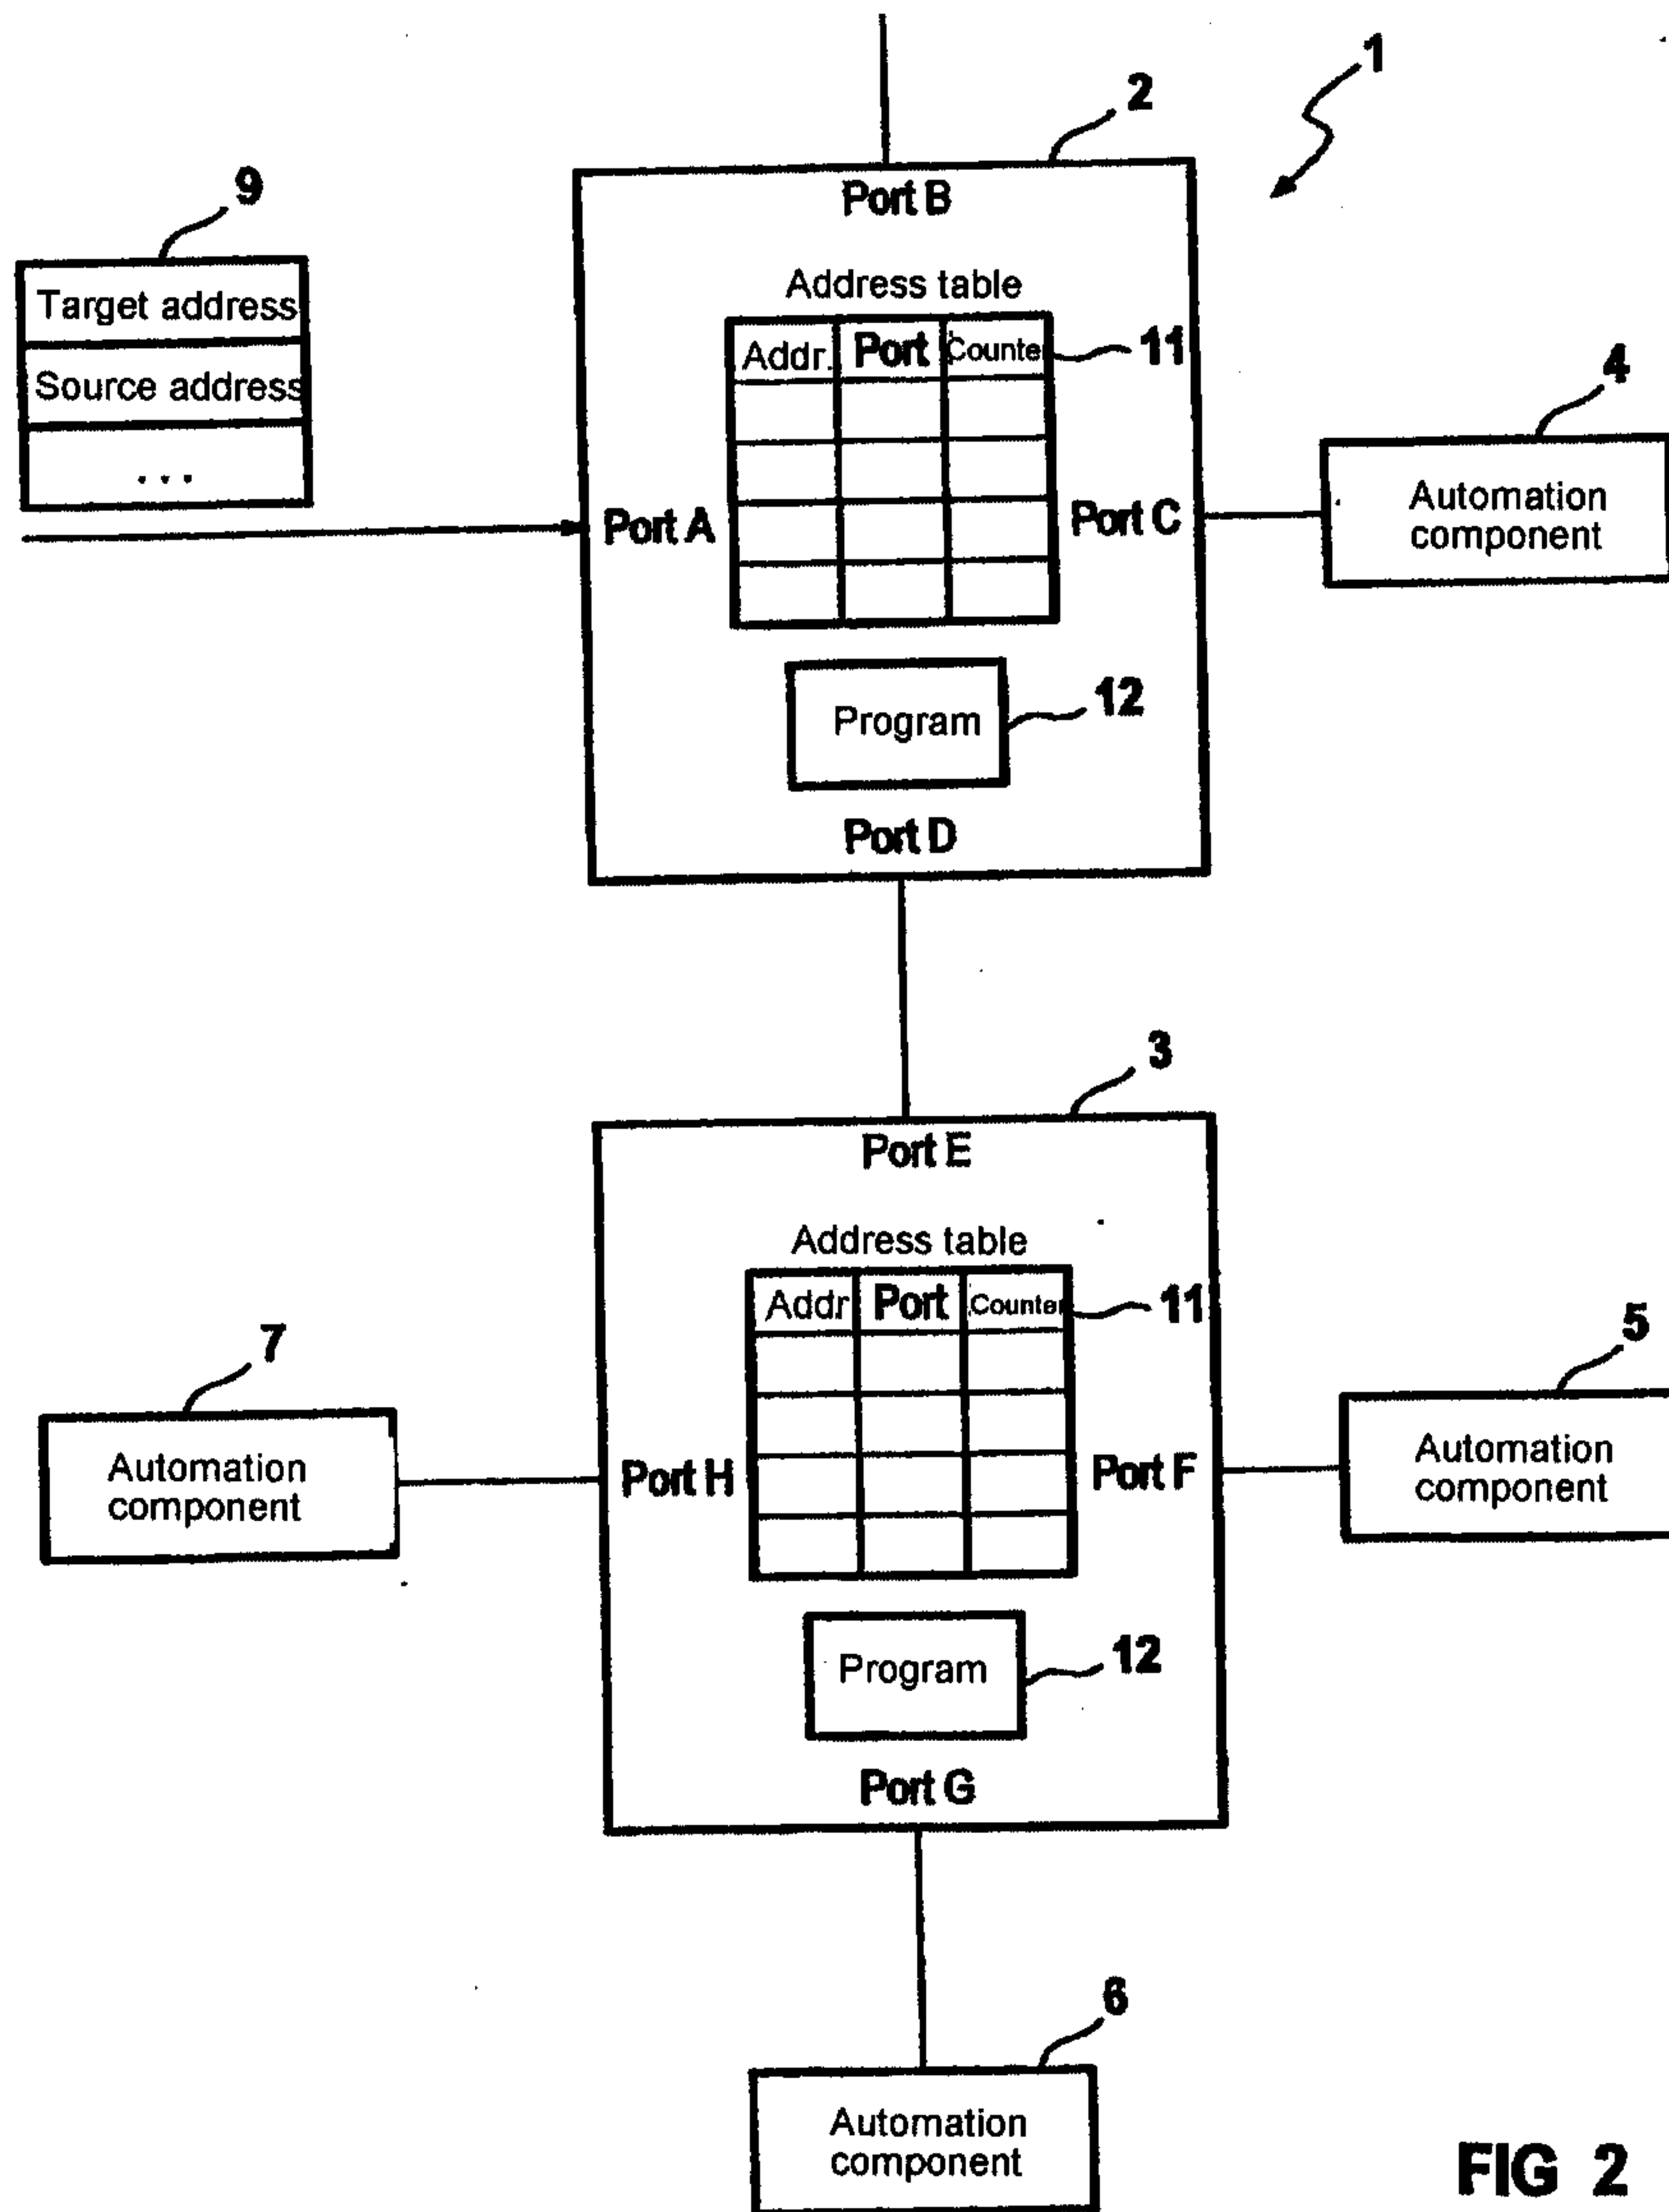 1
2
Port B
9
Target address
Source address
...
Address table
Addr. Port Counter
11
4
Automation
component
Port A
Port C
Program
12
Port D
3
Port E
Address table
Addr Port Counter
11
7
Automation
component
5
Automation
component
Port H
Port F
Program
12
Port G
6
Automation
component
FIG 2